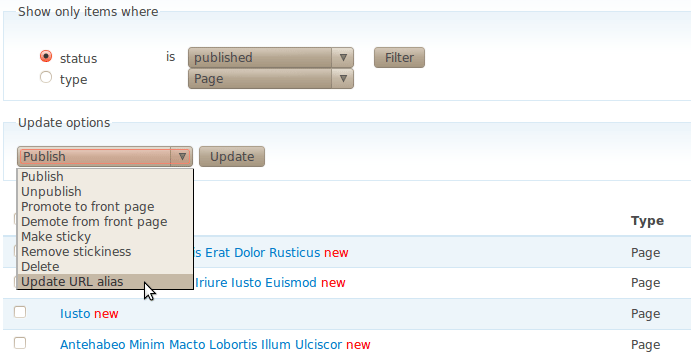 Show only items where
status is published Filter
type Page
Update options
Publish Update
Publish
Unpublish
Promote to front page
Demote from front page
Make sticky
Remove stickiness
Delete
Update URL alias
Type
is Erat Dolor Rusticus new Page
Iriure Iusto Euismod new Page
Iusto new Page
Antehabeo Minim Macto Lobortis Illum Ulciscor new Page